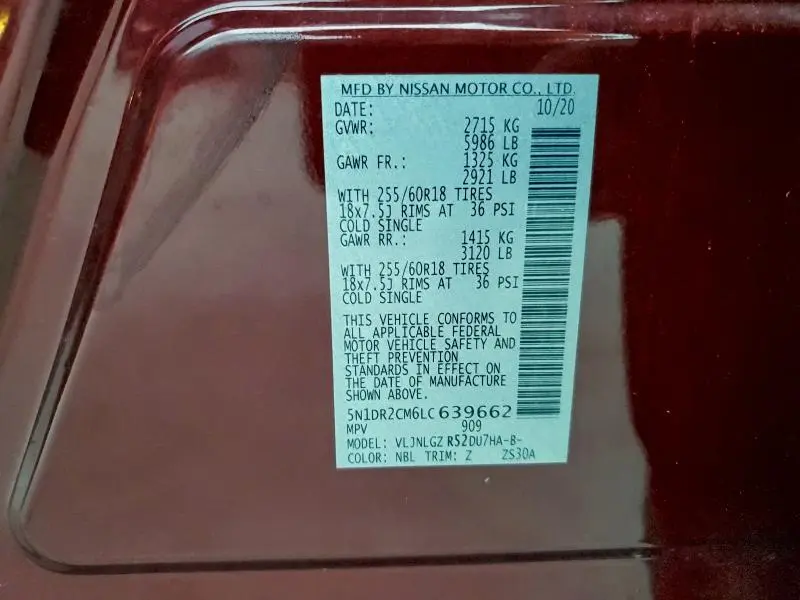 MFD BY NISSAN MOTOR CO., LTD.
DATE: 10/20
GVWR: 2715 KG
5986 LB
GAWR FR.: 1325 KG
2921 LB
WITH 255/60R18 TIRES
18x7.5J RIMS AT 36 PSI
COLD SINGLE
GAWR RR.: 1415 KG
3120 LB
WITH 255/60R18 TIRES
18x7.5J RIMS AT 36 PSI
COLD SINGLE
THIS VEHICLE CONFORMS TO
ALL APPLICABLE FEDERAL
MOTOR VEHICLE SAFETY AND
THEFT PREVENTION
STANDARDS IN EFFECT ON
THE DATE OF MANUFACTURE
SHOWN ABOVE.
5N1DR2CM6LC 639662
MPV 909
MODEL: VLJNLGZ R52DU7HA-B-
COLOR: NBL TRIM: Z ZS30A